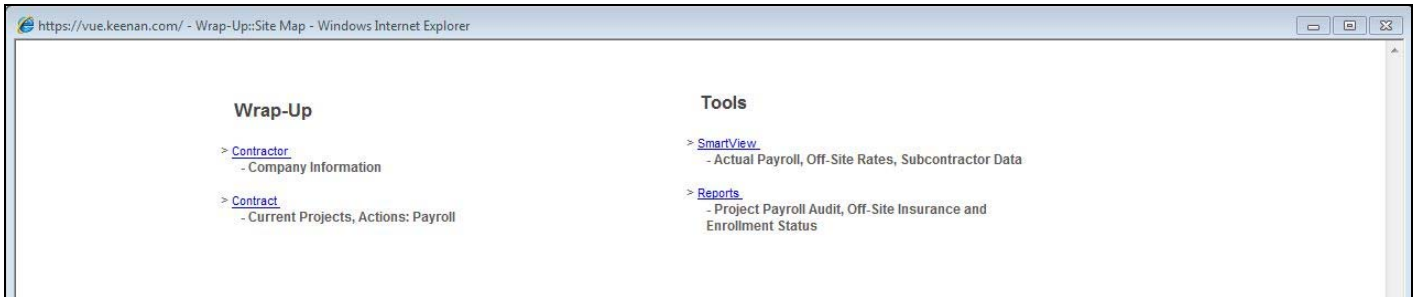 https://vue.keenan.com/ - Wrap-Up::Site Map - Windows Internet Explorer
Wrap-Up
> Contractor
- Company Information
> Contract
- Current Projects, Actions: Payroll
Tools
> SmartView
- Actual Payroll, Off-Site Rates, Subcontractor Data
> Reports
- Project Payroll Audit, Off-Site Insurance and
Enrollment Status